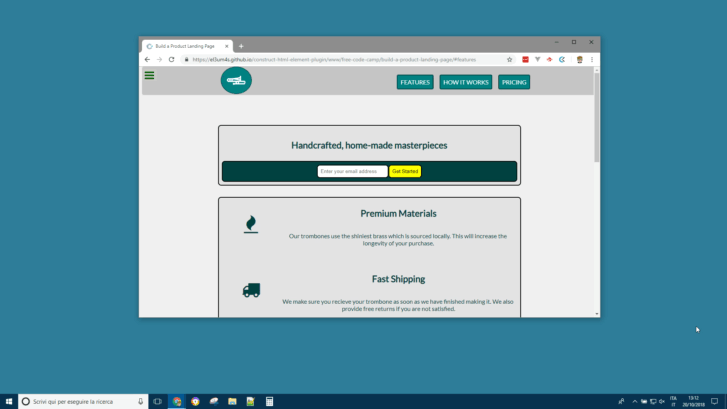 Build a Product Landing Page
https://el3um4s.github.io/construct-html-element-plugin/www/free-code-camp/build-a-product-landing-page/#features
FEATURES
HOW IT WORKS
PRICING
Handcrafted, home-made masterpieces
Enter your email address
Get Started
Premium Materials
Our trombones use the shiniest brass which is sourced locally. This will increase the
longevity of your purchase.
Fast Shipping
We make sure you recieve your trombone as soon as we have finished making it. We also
provide free returns if you are not satisfied.
Scrivi qui per eseguire la ricerca
ITA
IT
13:12
20/10/2018